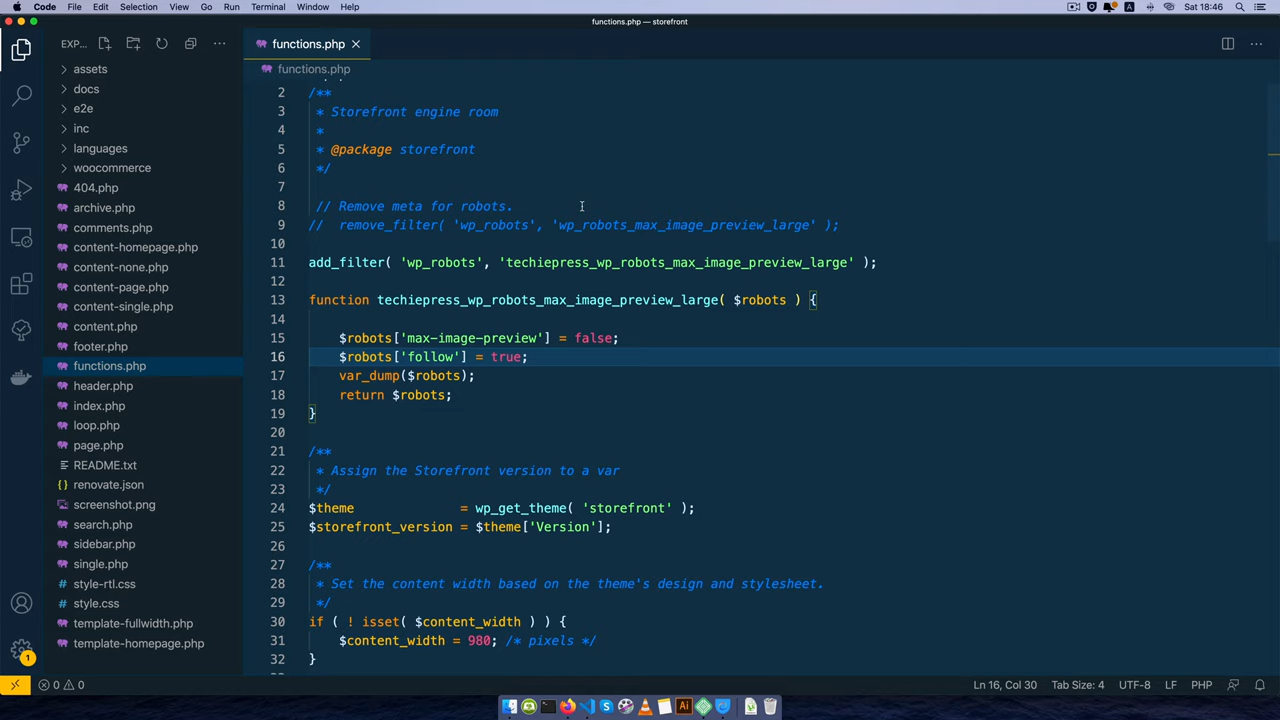 Code File Edit Selection View Go Run Terminal Window Help
A Sat 18:46
functions.php — storefront
EXP...
functions.php
functions.php
assets
docs
e2e
inc
languages
woocommerce
404.php
archive.php
comments.php
content-homepage.php
content-none.php
content-page.php
content-single.php
content.php
footer.php
functions.php
header.php
index.php
loop.php
page.php
README.txt
renovate.json
screenshot.png
search.php
sidebar.php
single.php
style-rtl.css
style.css
template-fullwidth.php
template-homepage.php
2 /**
3 * Storefront engine room
4 *
5 * @package storefront
6 */
7
8 // Remove meta for robots.
9 // remove_filter( 'wp_robots', 'wp_robots_max_image_preview_large' );
10
11 add_filter( 'wp_robots', 'techiepress_wp_robots_max_image_preview_large' );
12
13 function techiepress_wp_robots_max_image_preview_large( $robots ) {
14
15 $robots['max-image-preview'] = false;
16 $robots['follow'] = true;
17 var_dump($robots);
18 return $robots;
19 }
20
21 /**
22 * Assign the Storefront version to a var
23 */
24 $theme = wp_get_theme( 'storefront' );
25 $storefront_version = $theme['Version'];
26
27 /**
28 * Set the content width based on the theme's design and stylesheet.
29 */
30 if ( ! isset( $content_width ) ) {
31 $content_width = 980; /* pixels */
32 }
1
0 0
Ln 16, Col 30 Tab Size: 4 UTF-8 LF PHP
Ai